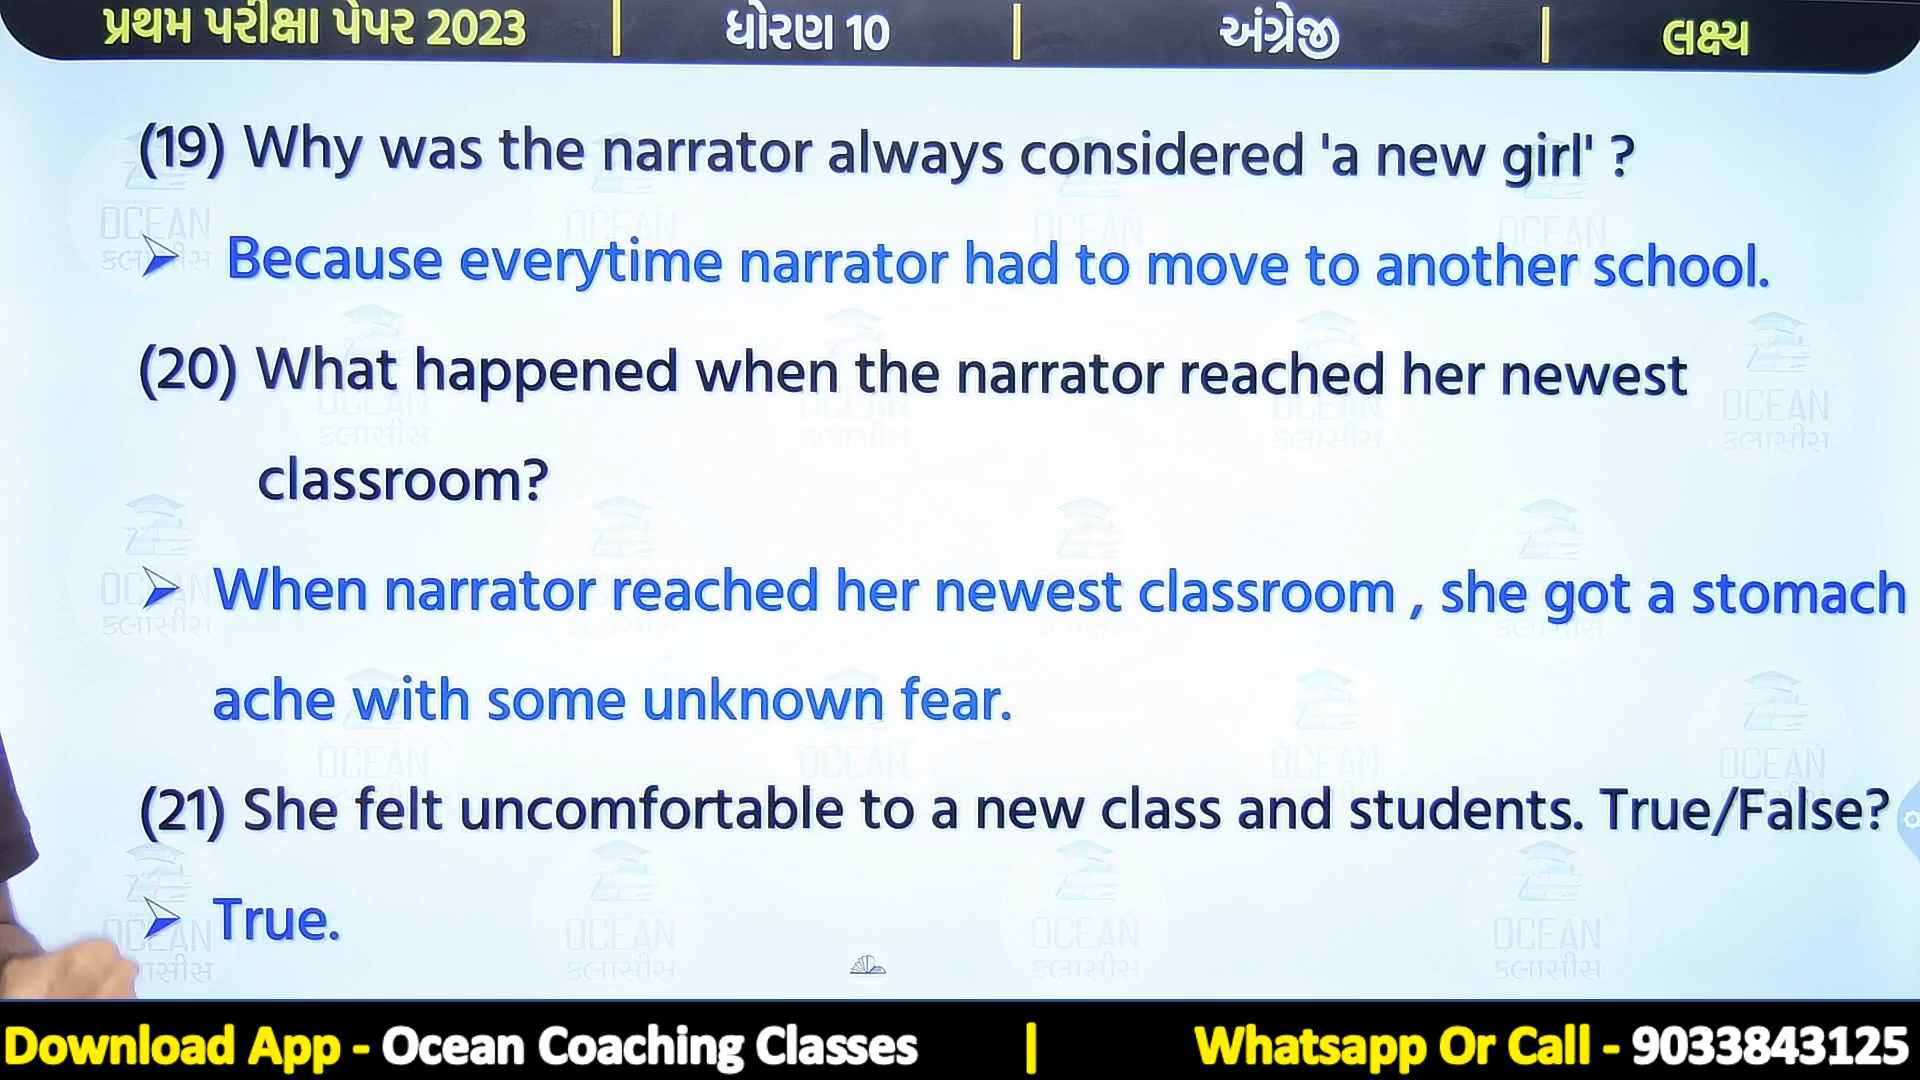 પ્રથમ પરીક્ષા પેપર 2023 | ધોરણ 10 | અંગ્રેજી | લક્ષ્ય
(19) Why was the narrator always considered 'a new girl' ?
➢ Because everytime narrator had to move to another school.
(20) What happened when the narrator reached her newest
classroom?
➢ When narrator reached her newest classroom , she got a stomach
ache with some unknown fear.
(21) She felt uncomfortable to a new class and students. True/False?
➢ True.
OCEAN
કલાસીસ
Download App - Ocean Coaching Classes | Whatsapp Or Call - 9033843125